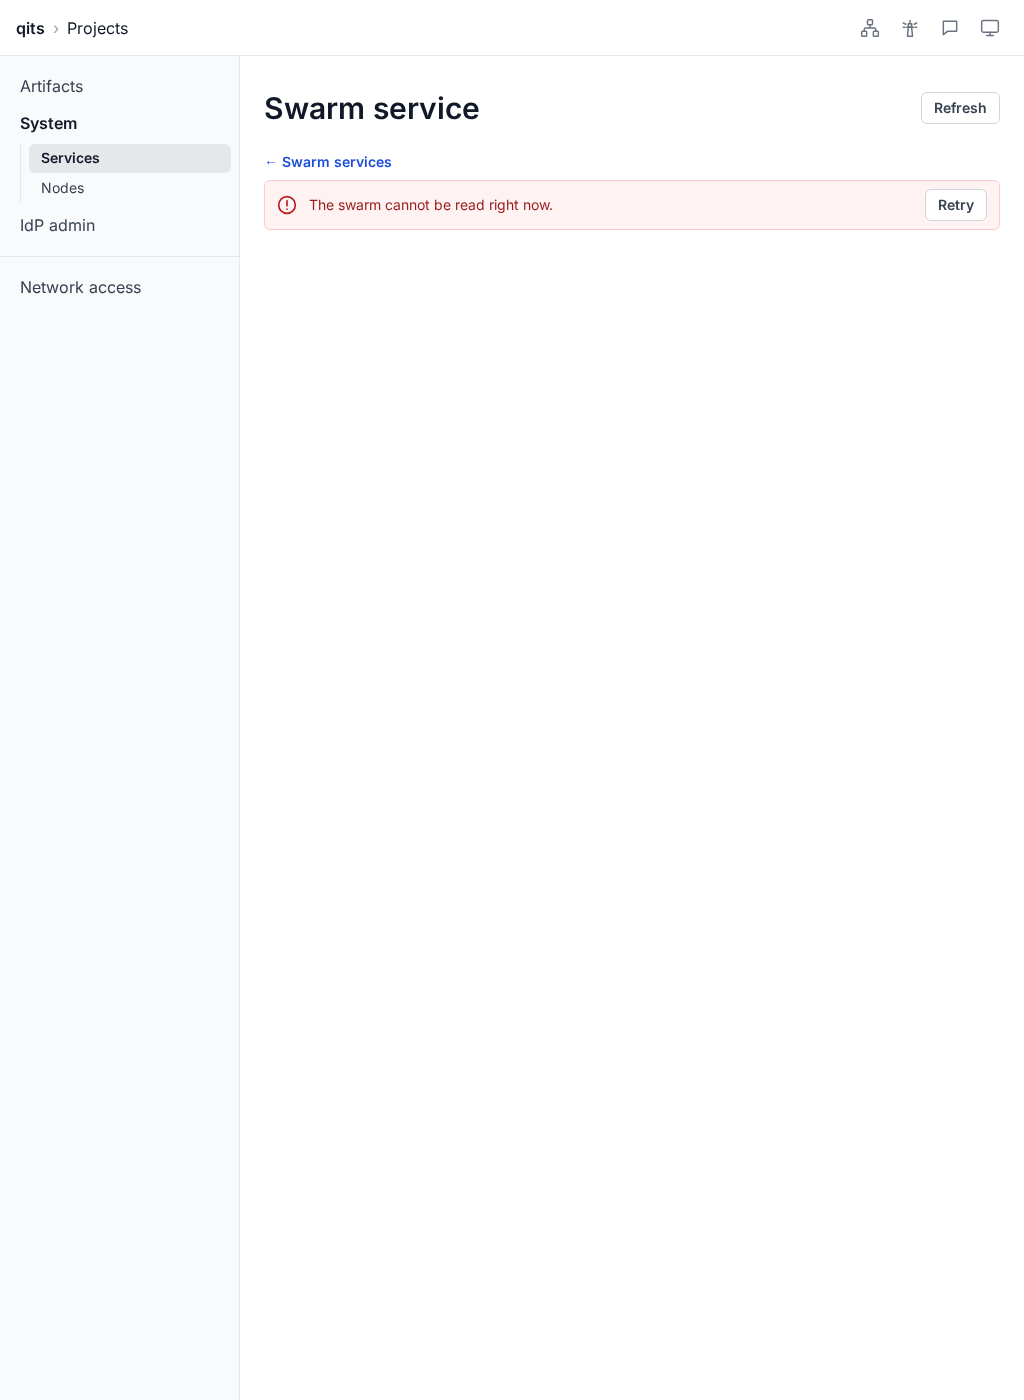 qits › Projects
Artifacts
System
Services
Nodes
IdP admin
Network access
Swarm service
Refresh
← Swarm services
The swarm cannot be read right now.
Retry